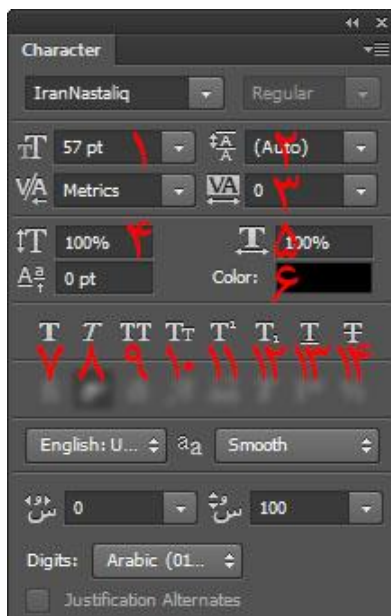 Character
IranNastaliq Regular
57 pt ۱ (Auto) ۲
Metrics 0 ۳
100% ۴ 100% ۵
0 pt Color: ۶
T T TT Tт T¹ T₁ T T
۷ ۸ ۹ ۱۰ ۱۱ ۱۲ ۱۳ ۱۴
English: U... aa Smooth
س 0 س 100
Digits: Arabic (01...
Justification Alternates